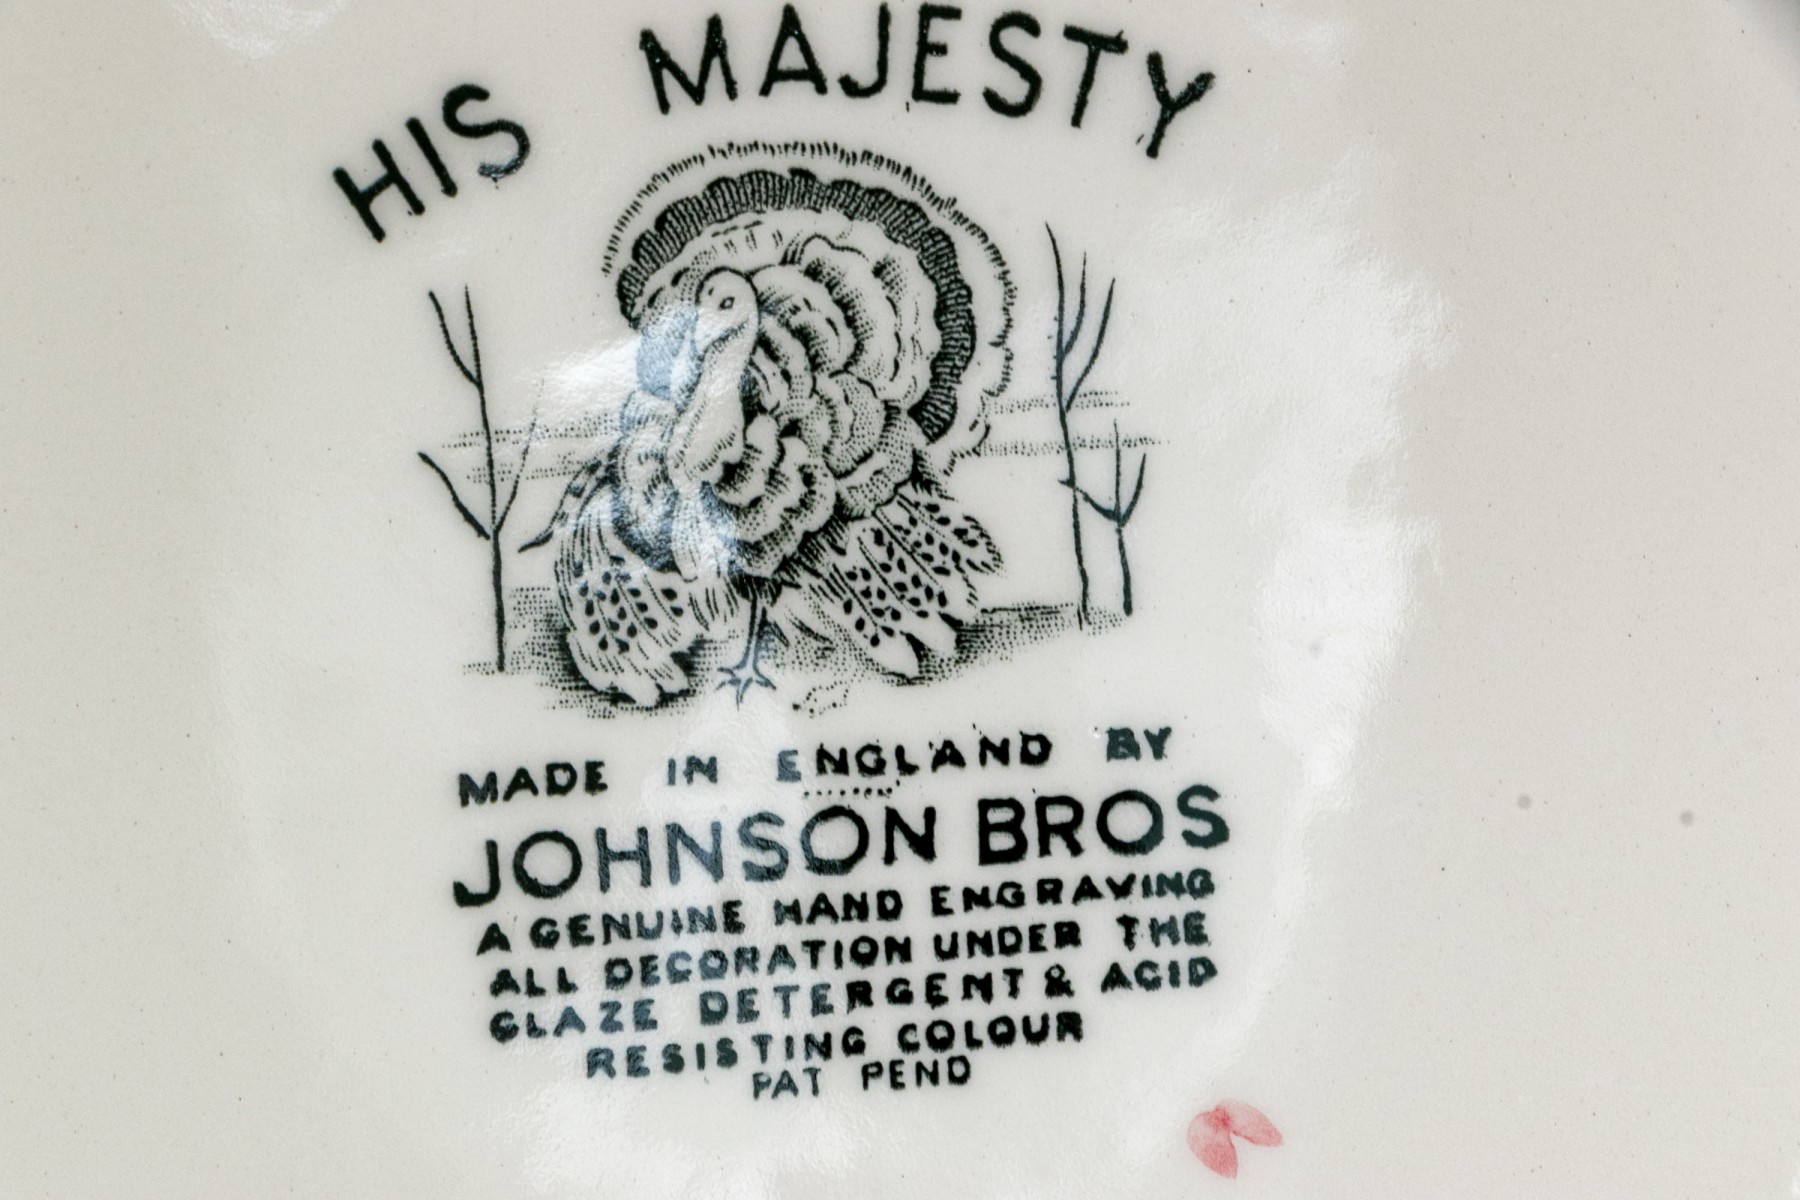 HIS MAJESTY
MADE IN ENGLAND BY
JOHNSON BROS
A GENUINE HAND ENGRAVING
ALL DECORATION UNDER THE
GLAZE DETERGENT & ACID
RESISTING COLOUR
PAT PEND